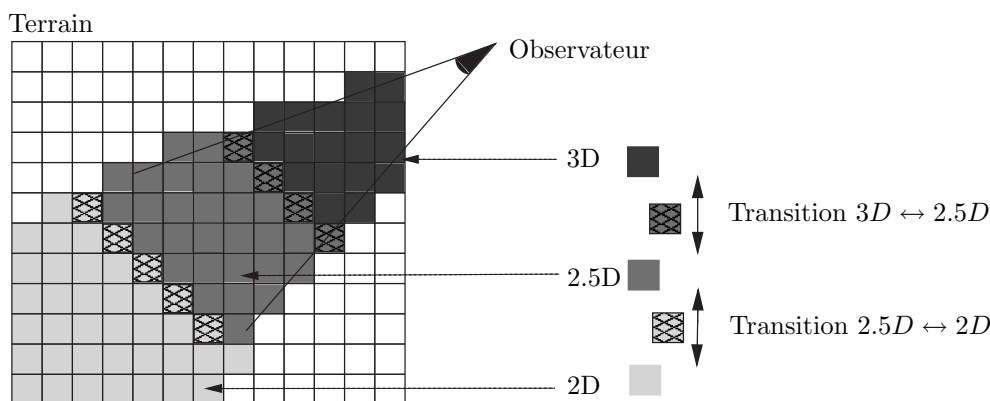 Terrain
Observateur
3D
Transition 3D ↔ 2.5D
2.5D
Transition 2.5D ↔ 2D
2D